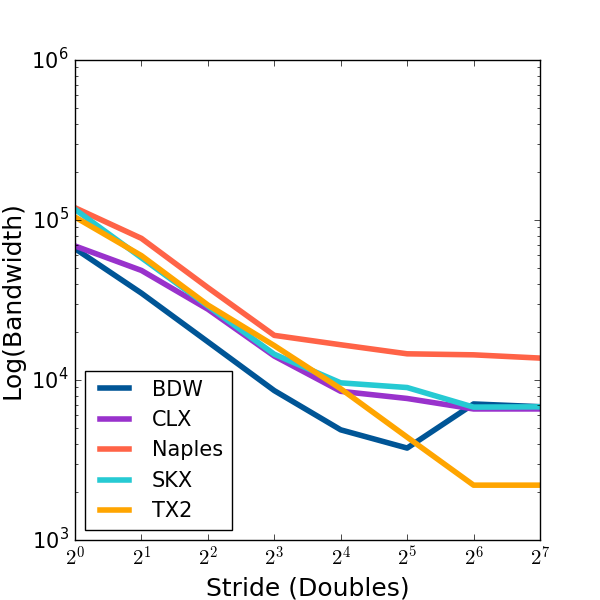 10^6
10^5
10^4
10^3
Log(Bandwidth)
BDW
CLX
Naples
SKX
TX2
2^0 2^1 2^2 2^3 2^4 2^5 2^6 2^7
Stride (Doubles)